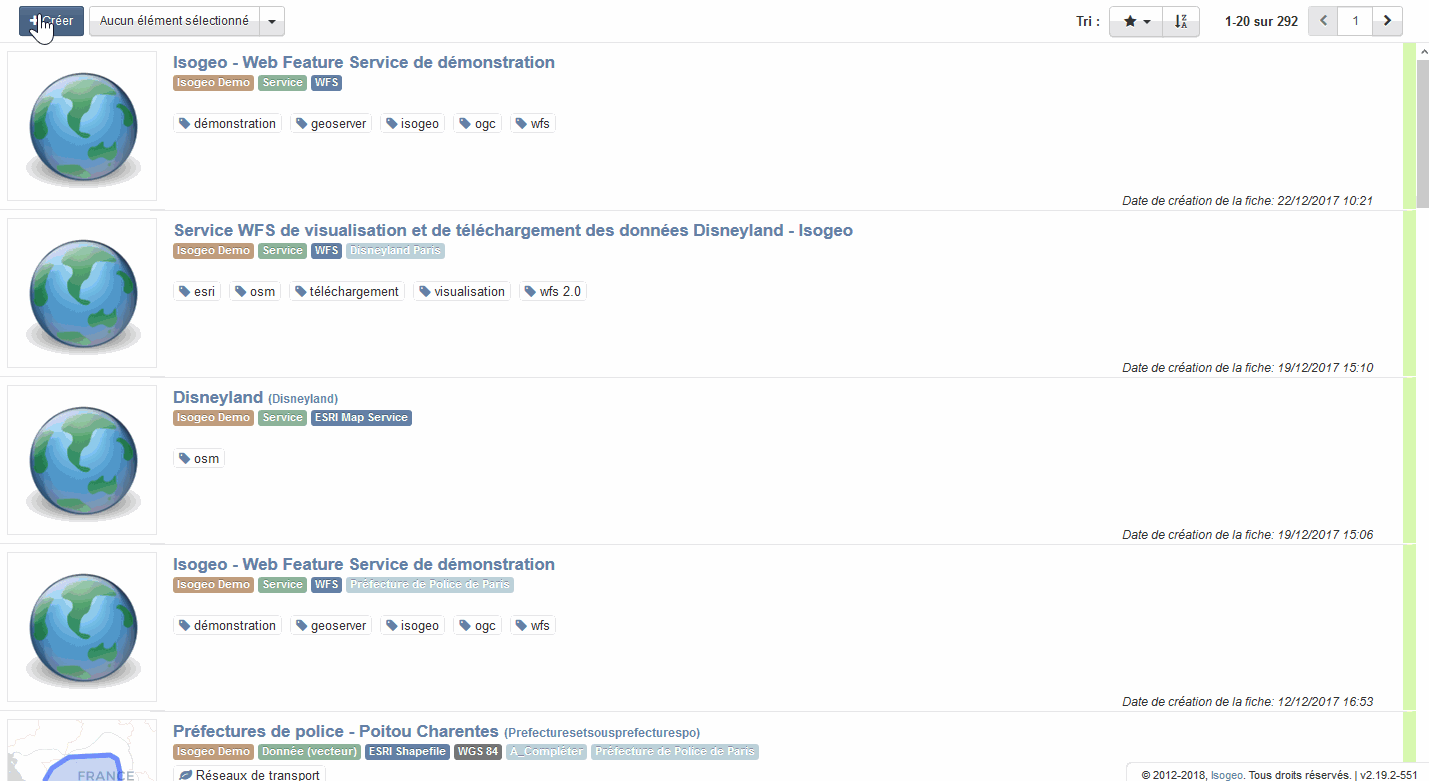 Créer Aucun élément sélectionné Tri : 1-20 sur 292 1
Isogeo - Web Feature Service de démonstration
Isogeo Demo Service WFS
démonstration geoserver isogeo ogc wfs
Date de création de la fiche: 22/12/2017 10:21
Service WFS de visualisation et de téléchargement des données Disneyland - Isogeo
Isogeo Demo Service WFS Disneyland Paris
esri osm téléchargement visualisation wfs 2.0
Date de création de la fiche: 19/12/2017 15:10
Disneyland (Disneyland)
Isogeo Demo Service ESRI Map Service
osm
Date de création de la fiche: 19/12/2017 15:06
Isogeo - Web Feature Service de démonstration
Isogeo Demo Service WFS Préfecture de Police de Paris
démonstration geoserver isogeo ogc wfs
Date de création de la fiche: 12/12/2017 16:53
Préfectures de police - Poitou Charentes (Prefecturesetsousprefecturespo)
Isogeo Demo Donnée (vecteur) ESRI Shapefile WGS 84 A_Compléter Préfecture de Police de Paris
FRANCE Réseaux de transport
© 2012-2018, Isogeo. Tous droits réservés. | v2.19.2-551